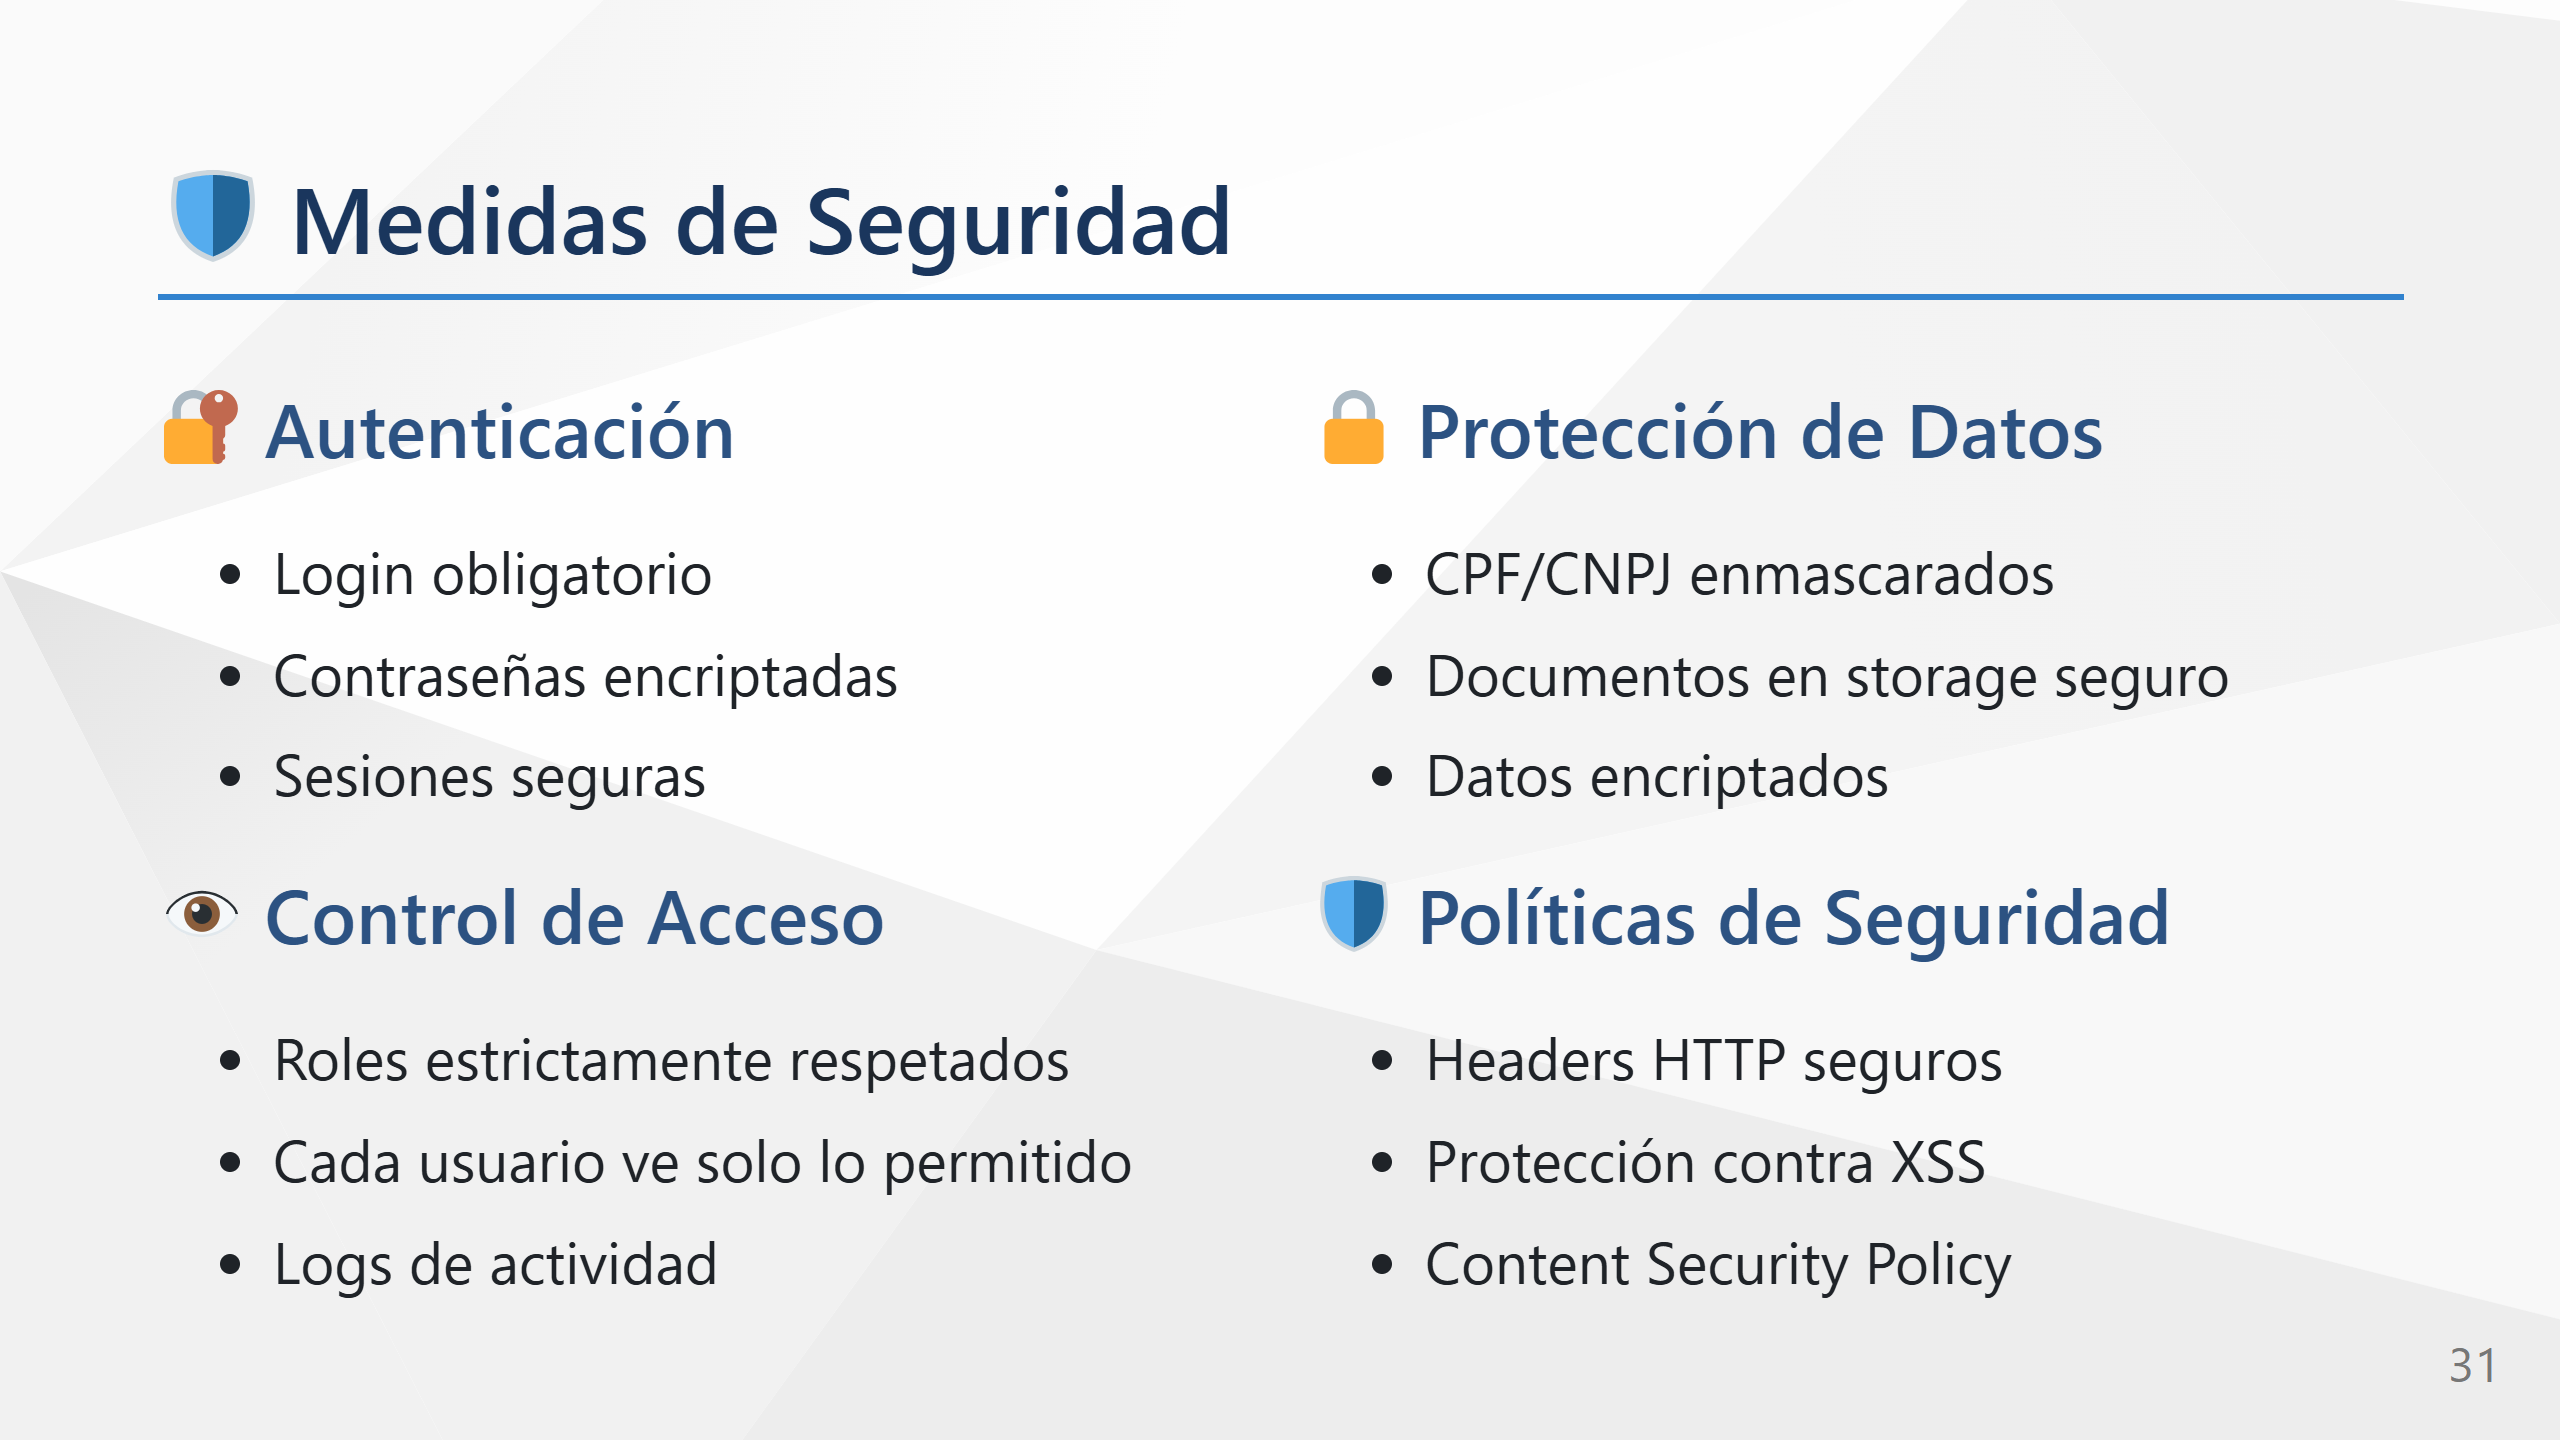 Medidas de Seguridad
Autenticación
Login obligatorio
Contraseñas encriptadas
Sesiones seguras
Control de Acceso
Roles estrictamente respetados
Cada usuario ve solo lo permitido
Logs de actividad
Protección de Datos
CPF/CNPJ enmascarados
Documentos en storage seguro
Datos encriptados
Políticas de Seguridad
Headers HTTP seguros
Protección contra XSS
Content Security Policy
31